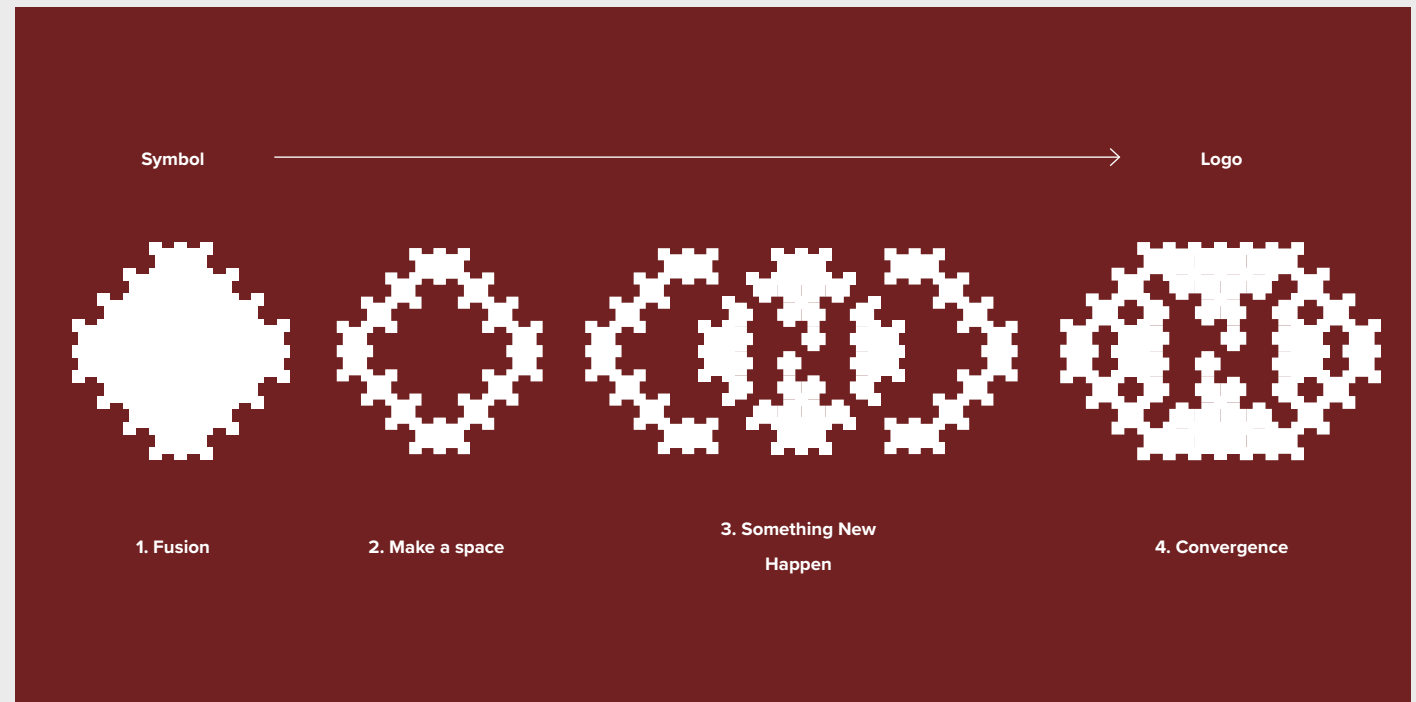 Symbol
Logo
1. Fusion
2. Make a space
3. Something New
Happen
4. Convergence